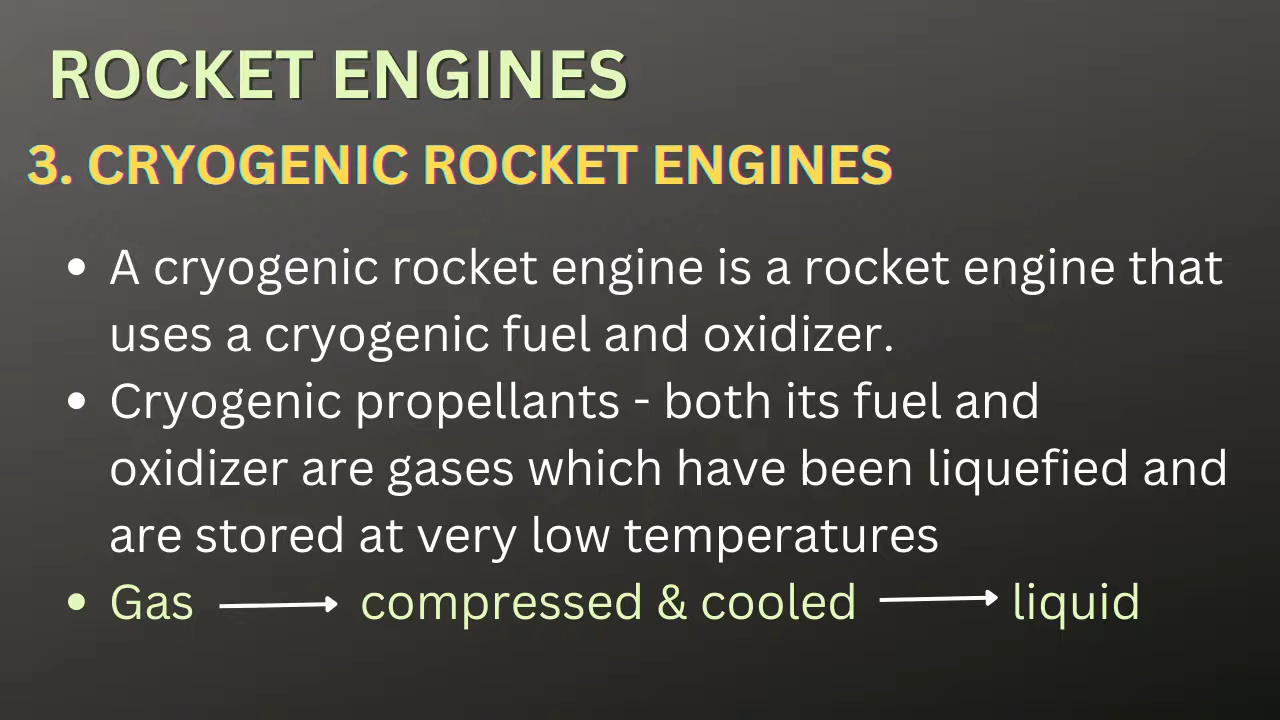 ROCKET ENGINES
3. CRYOGENIC ROCKET ENGINES
• A cryogenic rocket engine is a rocket engine that
uses a cryogenic fuel and oxidizer.
• Cryogenic propellants - both its fuel and
oxidizer are gases which have been liquefied and
are stored at very low temperatures
• Gas → compressed & cooled → liquid